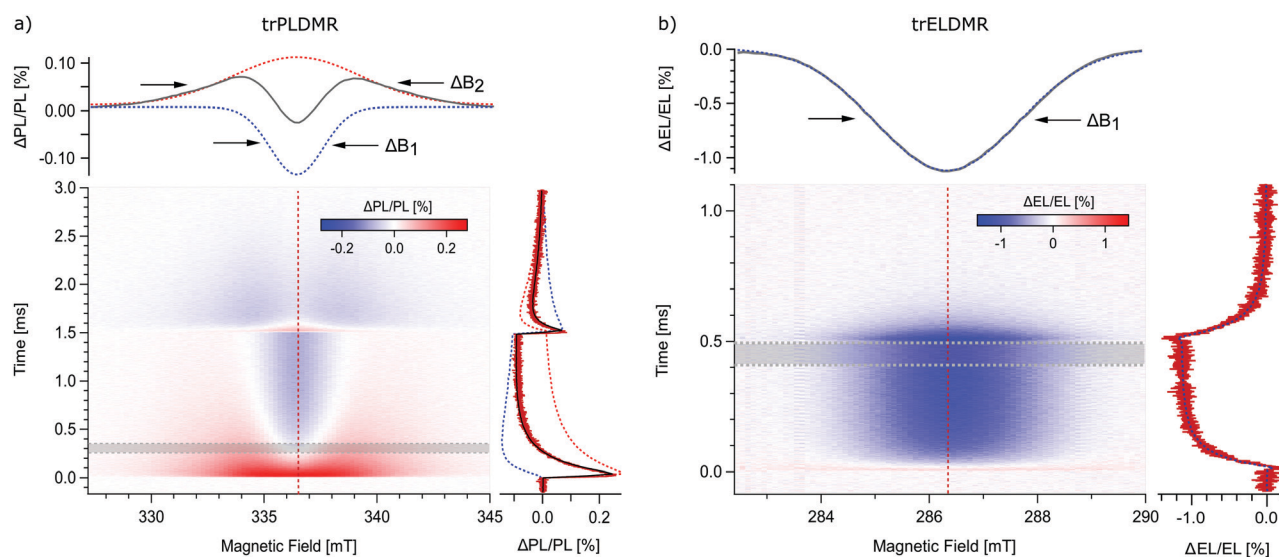 a) trPLDMR
ΔPL/PL [%]
0.10
0.00
-0.10
ΔB2
ΔB1
Time [ms]
3.0
2.5
2.0
1.5
1.0
0.5
0.0
ΔPL/PL [%]
-0.2 0.0 0.2
330 335 340 345
Magnetic Field [mT]
0.0 0.2
ΔPL/PL [%]
b) trELDMR
ΔEL/EL [%]
0.0
-0.5
-1.0
ΔB1
Time [ms]
1.0
0.5
0.0
ΔEL/EL [%]
-1 0 1
284 286 288 290
Magnetic Field [mT]
-1.0 0.0
ΔEL/EL [%]